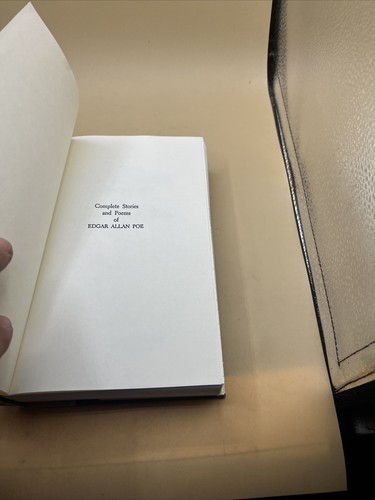 Complete Stories
and Poems
of
EDGAR ALLAN POE